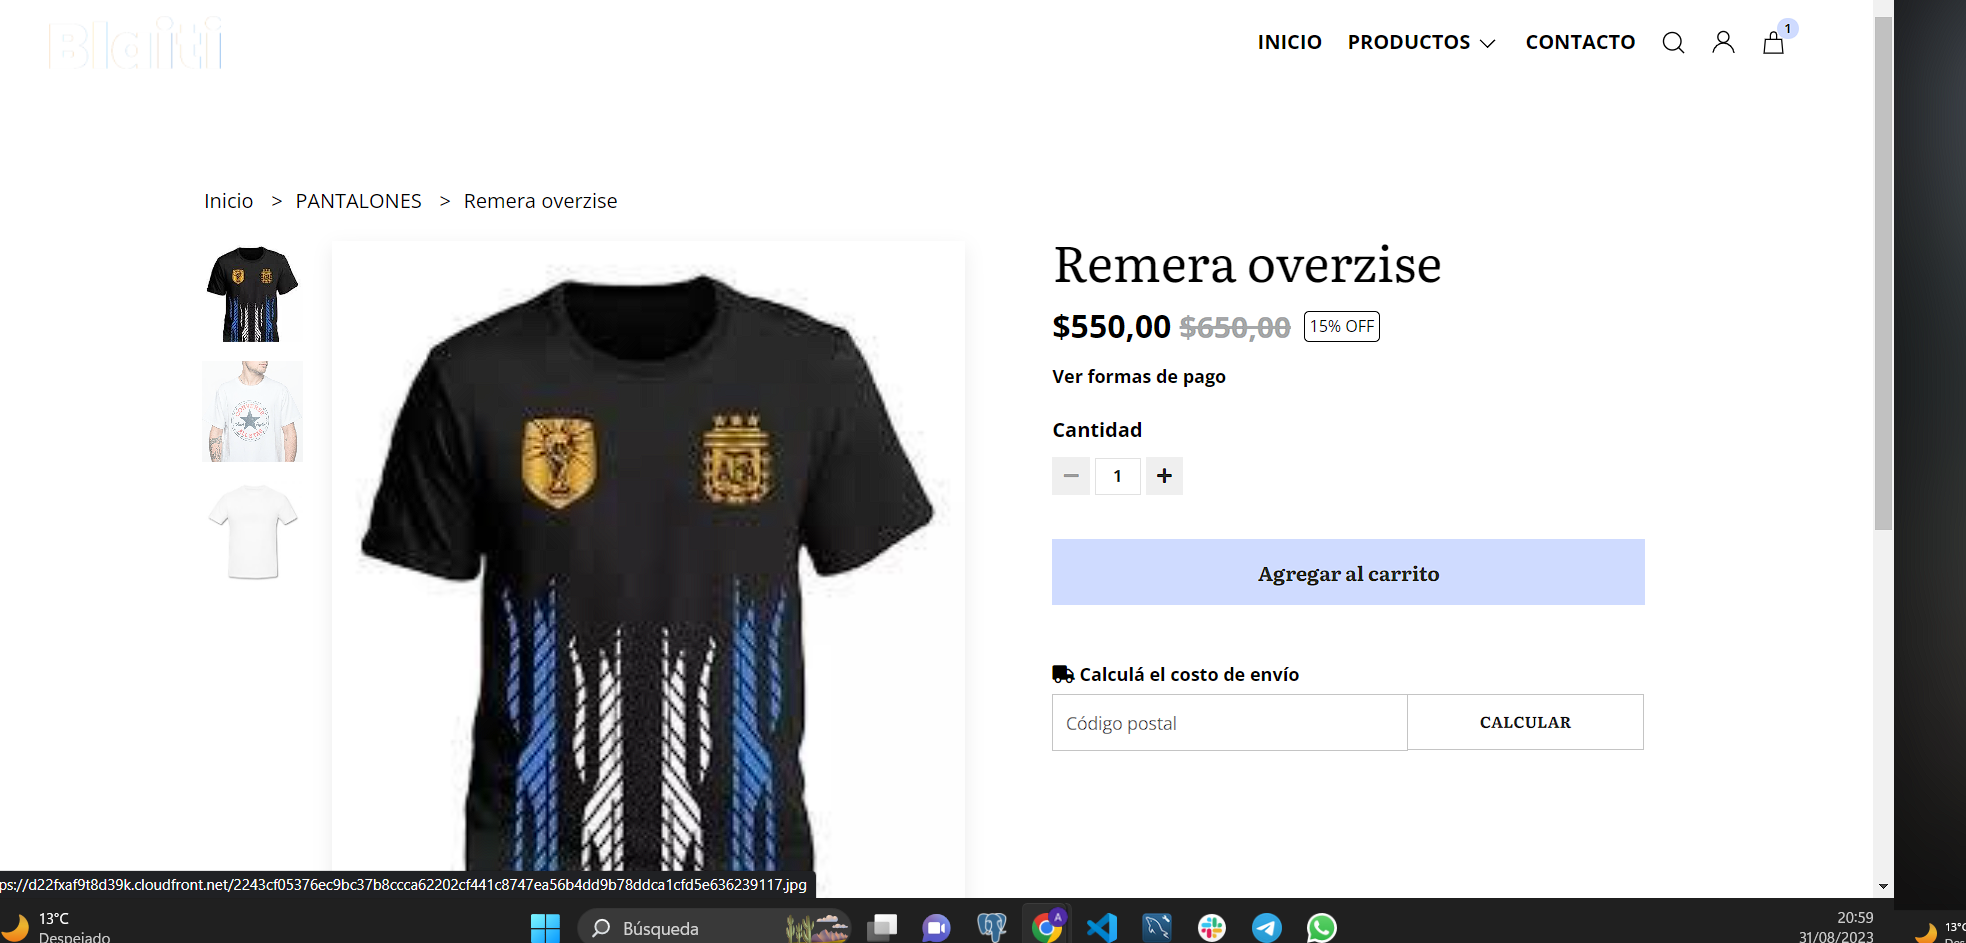 Blaiti
INICIO PRODUCTOS CONTACTO 1
Inicio > PANTALONES > Remera overzise
Remera overzise
$550,00 $650,00 15% OFF
Ver formas de pago
Cantidad
1
Agregar al carrito
Calculá el costo de envío
Código postal CALCULAR
AFA
ps://d22fxaf9t8d39k.cloudfront.net/2243cf05376ec9bc37b8ccca62202cf441c8747ea56b4dd9b78ddca1cfd5e636239117.jpg
13°C
Despejado
Búsqueda
A
20:59
31/08/2023
13°C